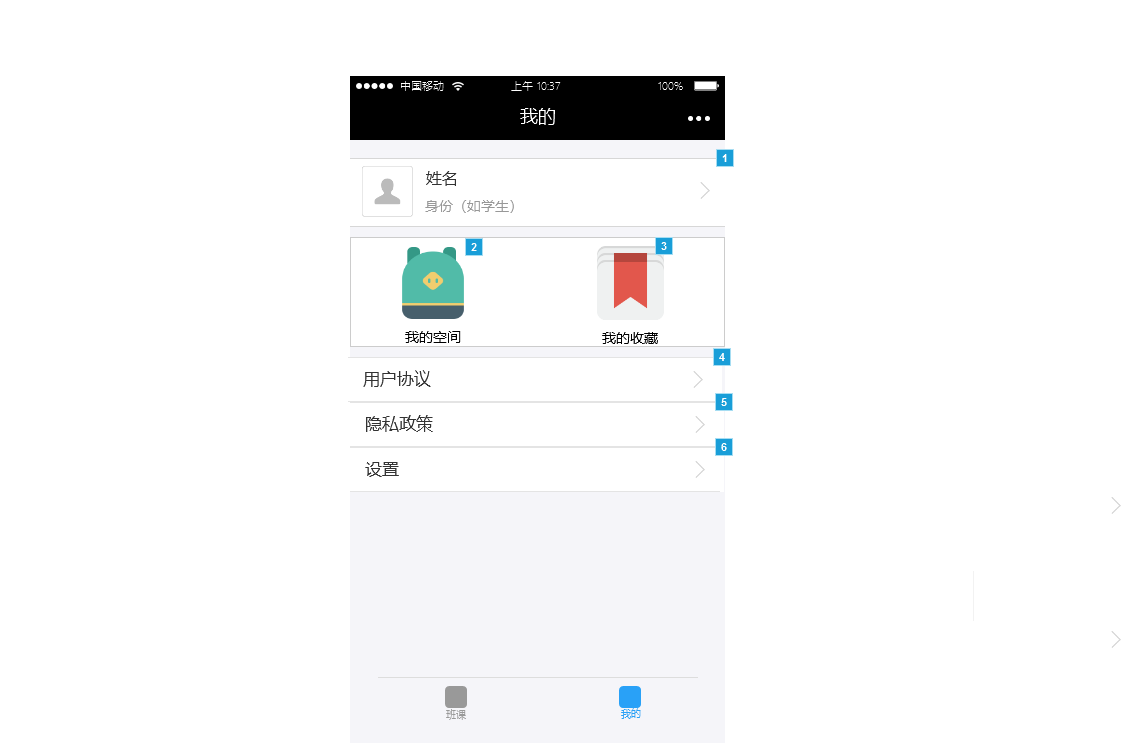 中国移动 上午 10:37 100%
我的
1
姓名
身份（如学生）
2
3
我的空间
我的收藏
4
用户协议
5
隐私政策
6
设置
班课
我的